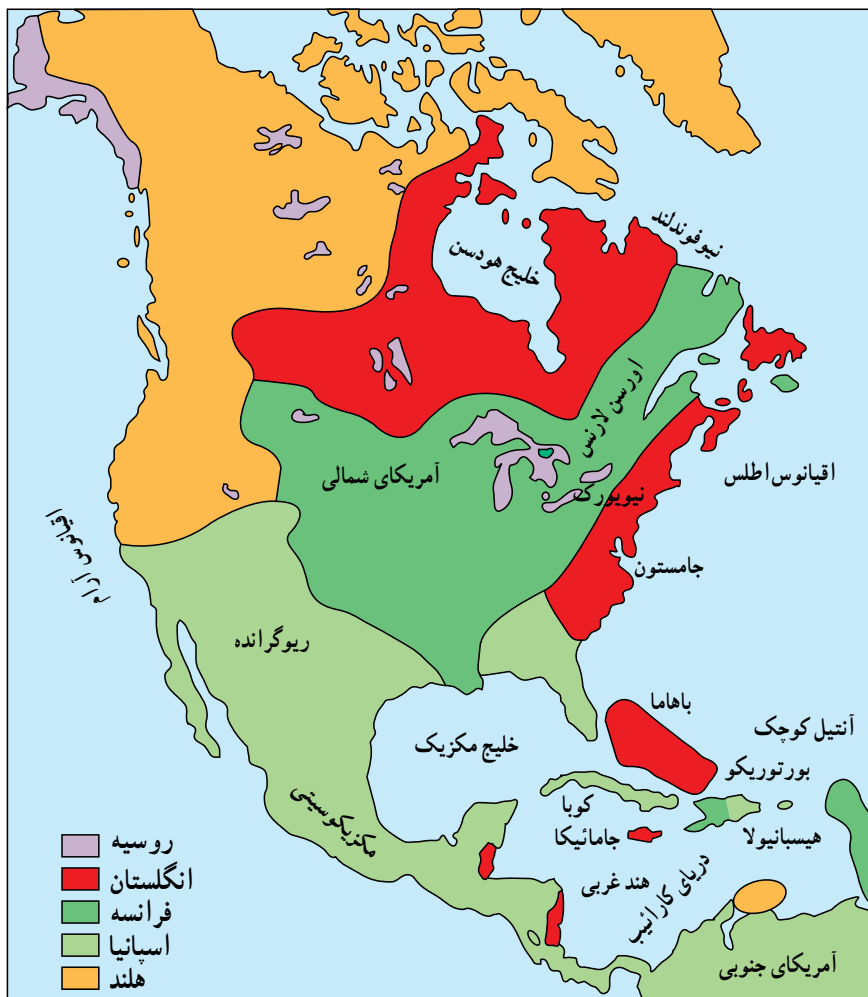 نیوفوندلند
خلیج هودسن
اورسن لارنس
آمریکای شمالی
نیویورک
اقیانوس اطلس
اقیانوس آرام
جامستون
ریوگرانده
باهاما
آنتیل کوچک
خلیج مکزیک
پورتوریکو
کوبا
مکزیکوسیتی
جامائیکا
هیسبانیولا
هند غربی
دریای کارائیب
آمریکای جنوبی
روسیه
انگلستان
فرانسه
اسپانیا
هلند